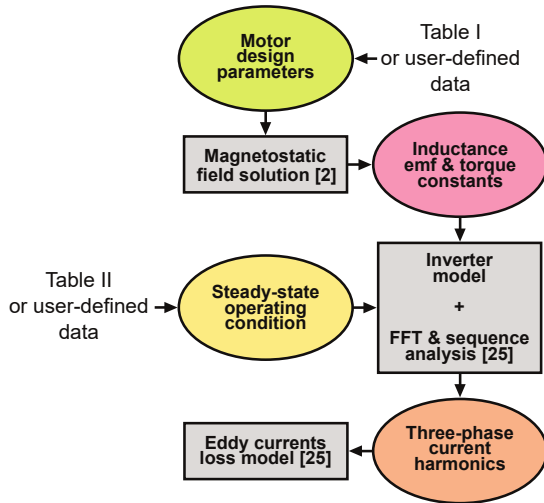 Motor
design
parameters
Table I
or user-defined
data
Magnetostatic
field solution [2]
Inductance
emf & torque
constants
Table II
or user-defined
data
Steady-state
operating
condition
Inverter
model
+
FFT & sequence
analysis [25]
Eddy currents
loss model [25]
Three-phase
current
harmonics